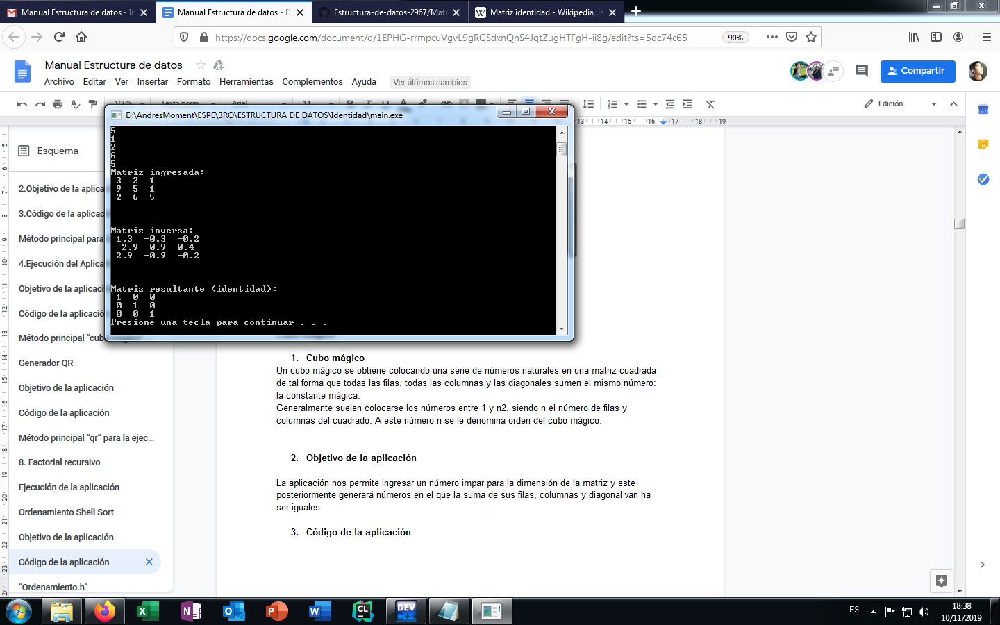 Manual Estructura de datos - In
Manual Estructura de datos - D
Estructura-de-datos-2967/Matr
Matriz identidad - Wikipedia, la
https://docs.google.com/document/d/1EPHG-rrmpcuVgvL9gRGSdxnQnS4JqtZugHTFgH-ii8g/edit?ts=5dc74c65
90%
Manual Estructura de datos
Archivo Editar Ver Insertar Formato Herramientas Complementos Ayuda Ver últimos cambios
Compartir
Edición
13 14 15 16 17 18 19
D:\AndresMoment\ESPE\3RO\ESTRUCTURA DE DATOS\Identidad\main.exe
5
1
2
6
5
Matriz ingresada:
3 2 1
9 5 1
2 6 5
Matriz inversa:
1.3 -0.3 -0.2
-2.9 0.9 0.4
2.9 -0.9 -0.2
Matriz resultante (identidad):
1 0 0
0 1 0
0 0 1
Presione una tecla para continuar . . .
Esquema
2.Objetivo de la aplica
3.Código de la aplicac
Método principal para
4.Ejecución del Aplica
Objetivo de la aplicaci
Código de la aplicació
Método principal “cub
Generador QR
Objetivo de la aplicación
Código de la aplicación
Método principal “qr” para la ejec...
8. Factorial recursivo
Ejecución de la aplicación
Ordenamiento Shell Sort
Objetivo de la aplicación
Código de la aplicación
“Ordenamiento.h”
1. Cubo mágico
Un cubo mágico se obtiene colocando una serie de números naturales en una matriz cuadrada
de tal forma que todas las filas, todas las columnas y las diagonales sumen el mismo número:
la constante mágica.
Generalmente suelen colocarse los números entre 1 y n2, siendo n el número de filas y
columnas del cuadrado. A este número n se le denomina orden del cubo mágico.
2. Objetivo de la aplicación
La aplicación nos permite ingresar un número impar para la dimensión de la matriz y este
posteriormente generará números en el que la suma de sus filas, columnas y diagonal van ha
ser iguales.
3. Código de la aplicación
ES
18:38
10/11/2019